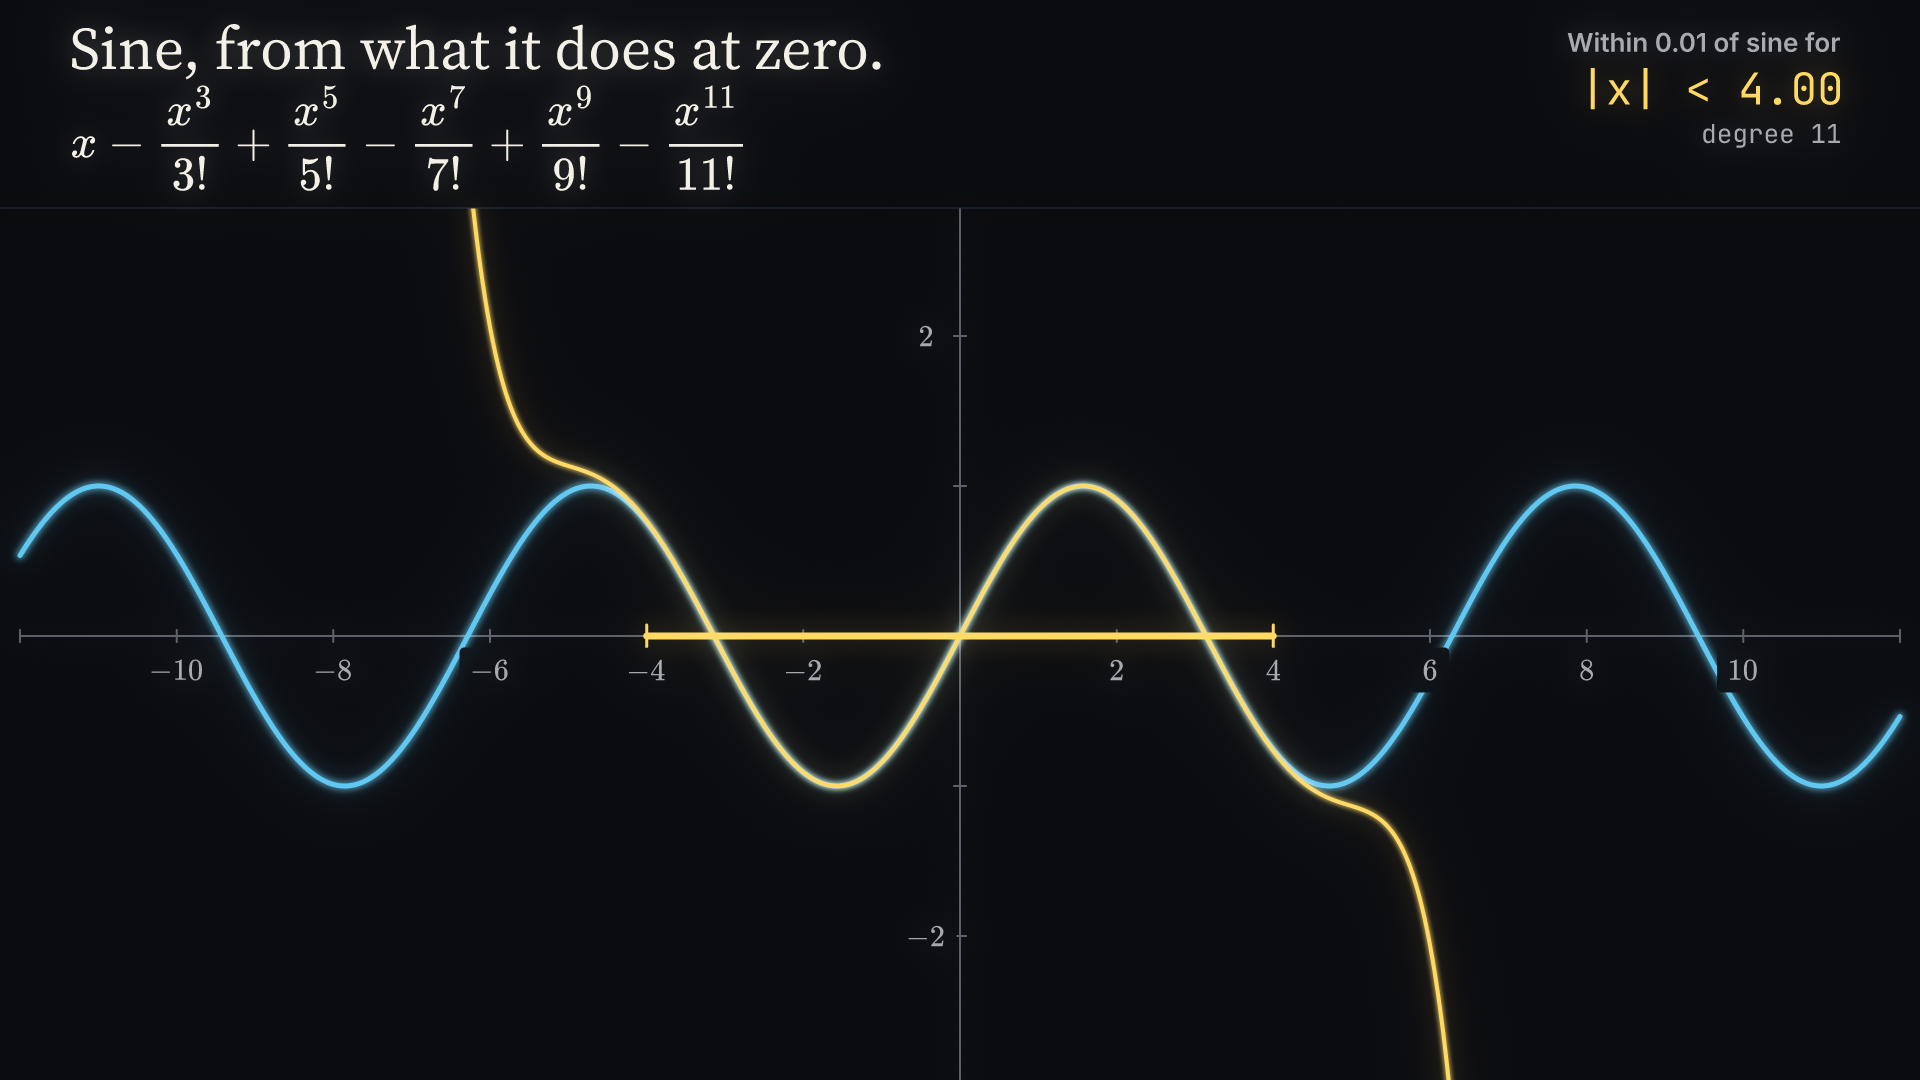 Sine, from what it does at zero.
x − x³/3! + x⁵/5! − x⁷/7! + x⁹/9! − x¹¹/11!
Within 0.01 of sine for
|x| < 4.00
degree 11
2
−10 −8 −6 −4 −2 2 4 6 8 10
−2